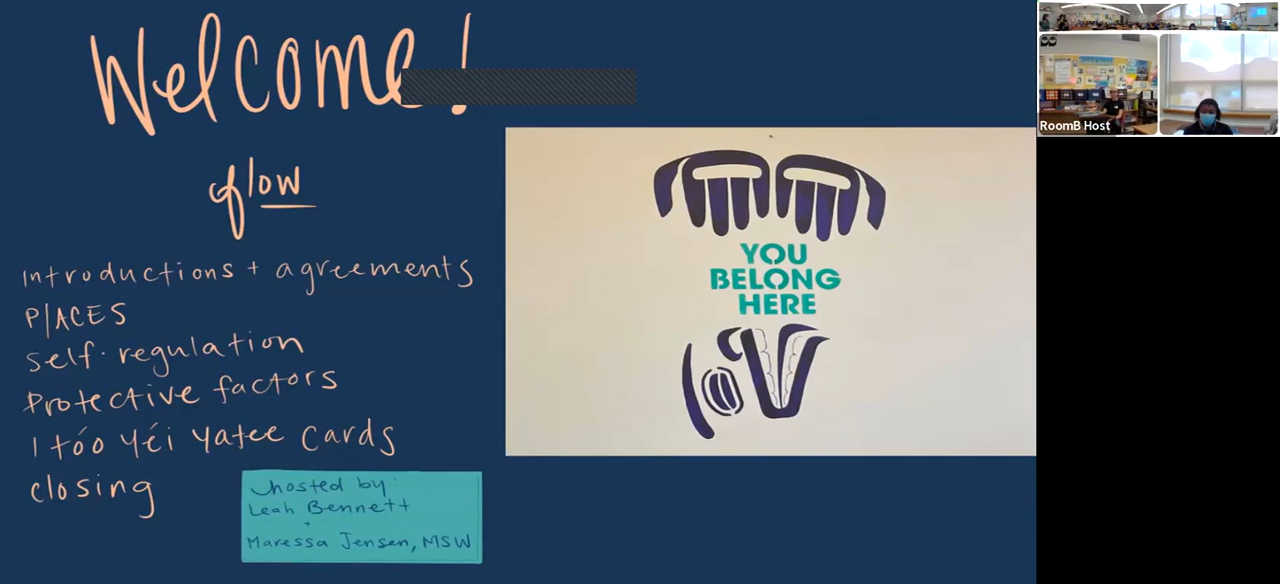 Welcome!
flow
Introductions + agreements
P/ACES
self-regulation
Protective factors
I tóo yéi yatee cards
closing
hosted by:
Leah Bennett
+
Maressa Jensen, MSW
YOU
BELONG
HERE
RoomB Host